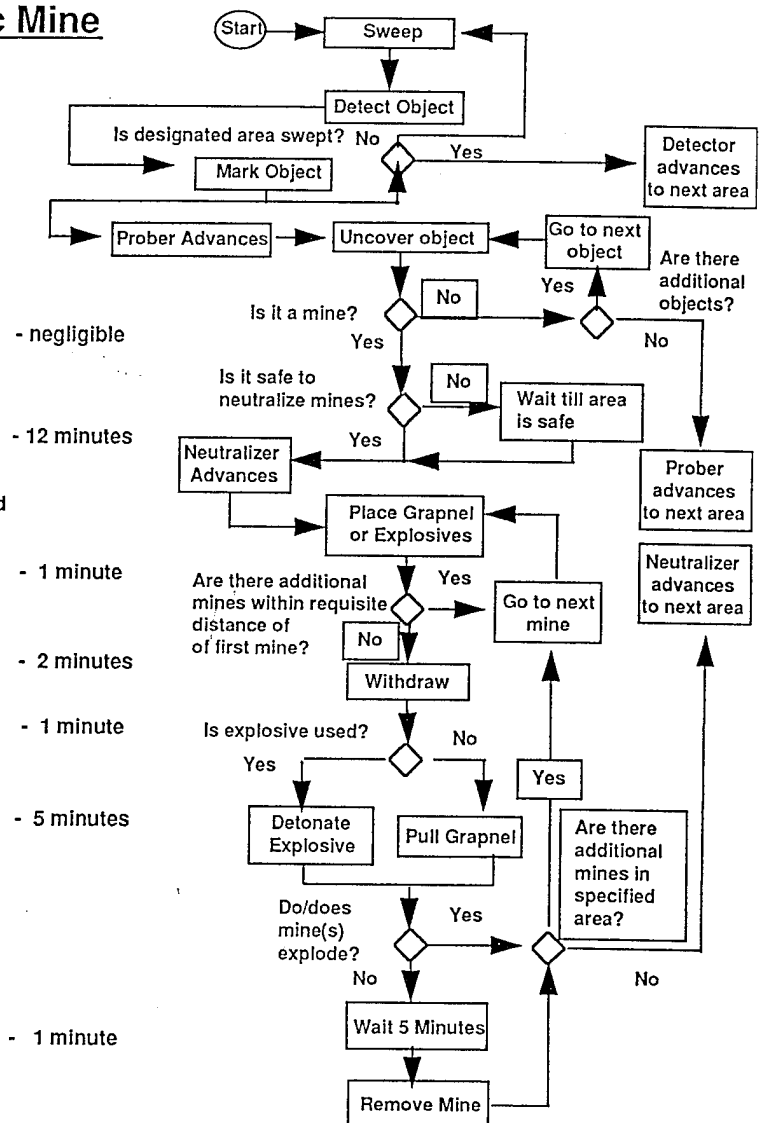 c Mine
Start
Sweep
Detect Object
Is designated area swept?
No
Yes
Mark Object
Detector
advances
to next area
Prober Advances
Uncover object
Go to next
object
Are there
additional
objects?
Is it a mine?
No
Yes
No
Yes
- negligible
Is it safe to
neutralize mines?
No
Wait till area
is safe
Yes
- 12 minutes
Neutralizer
Advances
Prober
advances
to next area
d
Place Grapnel
or Explosives
Neutralizer
advances
to next area
- 1 minute
Are there additional
mines within requisite
distance of
of first mine?
Yes
Go to next
mine
No
- 2 minutes
Withdraw
- 1 minute
Is explosive used?
Yes
No
Yes
- 5 minutes
Detonate
Explosive
Pull Grapnel
Are there
additional
mines in
specified
area?
Do/does
mine(s)
explode?
Yes
No
No
Wait 5 Minutes
- 1 minute
Remove Mine